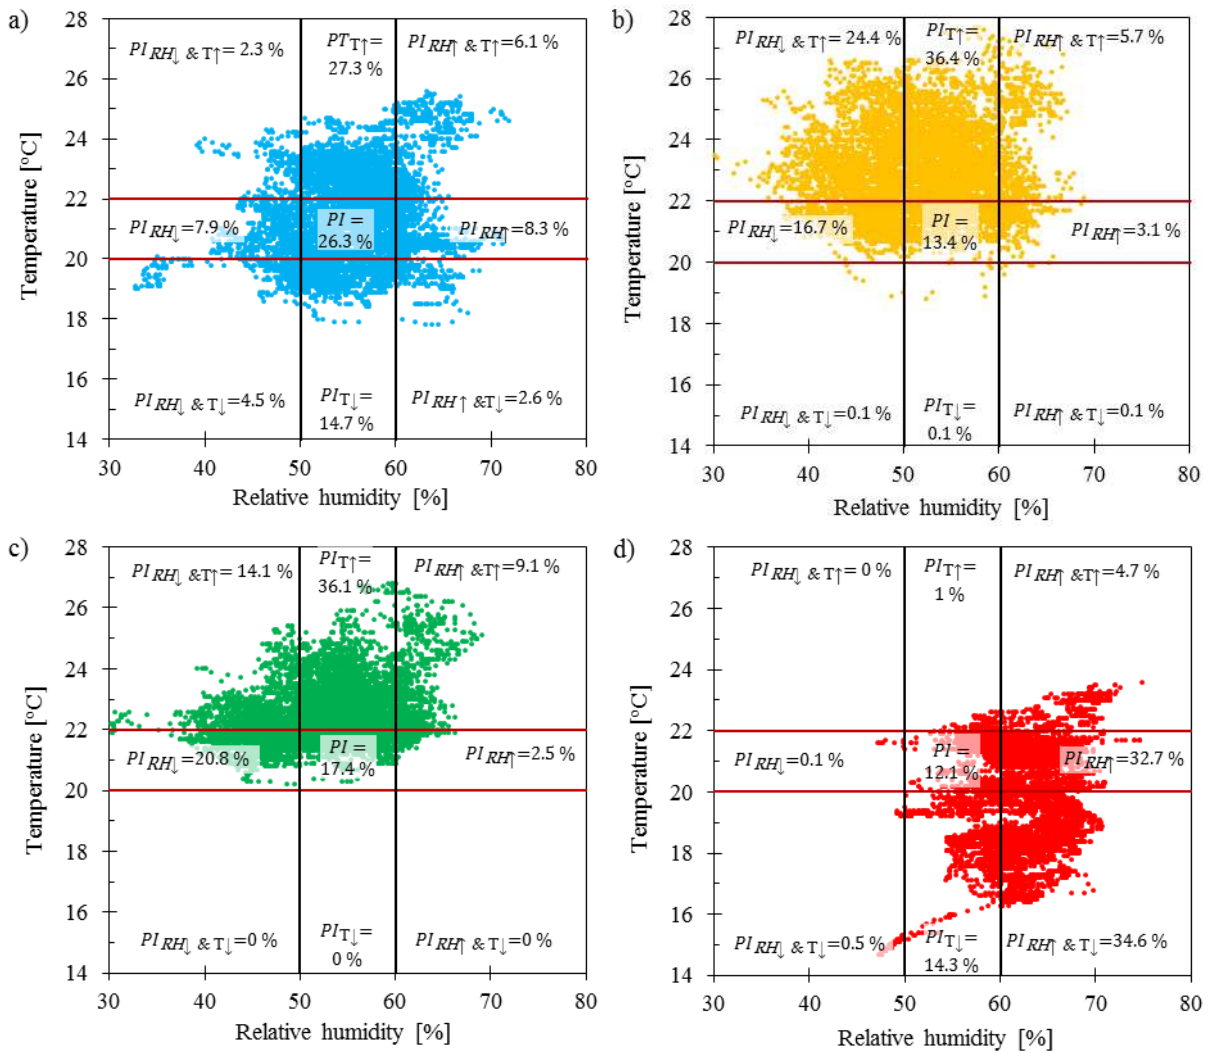 a)
28
26
24
22
20
18
16
14
30
40
50
60
70
80
Temperature [°C]
Relative humidity [%]
PI RH↓ & T↑= 2.3 %
PT T↑=
27.3 %
PI RH↑ & T↑=6.1 %
PI RH↓=7.9 %
PI =
26.3 %
PI RH↑=8.3 %
PI RH↓ & T↓=4.5 %
PI T↓=
14.7 %
PI RH↑ & T↓=2.6 %
b)
28
26
24
22
20
18
16
14
30
40
50
60
70
80
Temperature [°C]
Relative humidity [%]
PI RH↓ & T↑= 24.4 %
PI T↑=
36.4 %
PI RH↑ & T↑=5.7 %
PI RH↓=16.7 %
PI =
13.4 %
PI RH↑=3.1 %
PI RH↓ & T↓=0.1 %
PI T↓=
0.1 %
PI RH↑ & T↓=0.1 %
c)
28
26
24
22
20
18
16
14
30
40
50
60
70
80
Temperature [°C]
Relative humidity [%]
PI RH↓ & T↑= 14.1 %
PI T↑=
36.1 %
PI RH↑ & T↑=9.1 %
PI RH↓=20.8 %
PI =
17.4 %
PI RH↑=2.5 %
PI RH↓ & T↓=0 %
PI T↓=
0 %
PI RH↑ & T↓=0 %
d)
28
26
24
22
20
18
16
14
30
40
50
60
70
80
Temperature [°C]
Relative humidity [%]
PI RH↓ & T↑= 0 %
PI T↑=
1 %
PI RH↑ & T↑=4.7 %
PI RH↓=0.1 %
PI =
12.1 %
PI RH↑=32.7 %
PI RH↓ & T↓=0.5 %
PI T↓=
14.3 %
PI RH↑ & T↓=34.6 %